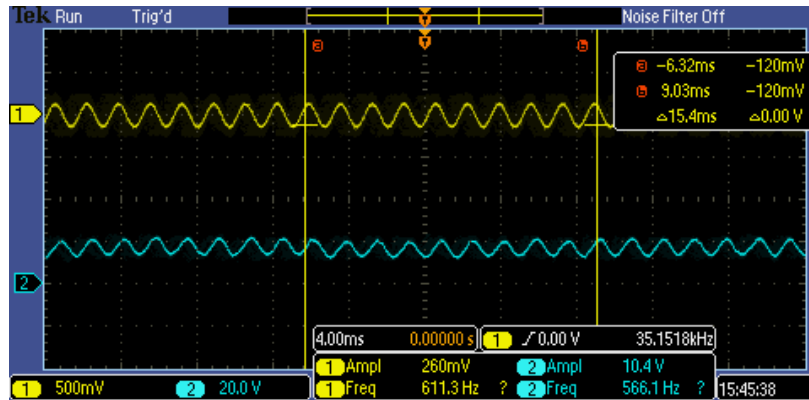 Tek Run Trig'd Noise Filter Off
T
a b T
a −6.32ms −120mV
b 9.03ms −120mV
△15.4ms △0.00 V
1
2
4.00ms 0.00000 s 1 ƒ 0.00 V 35.1518kHz
1 Ampl 260mV 2 Ampl 10.4 V
1 Freq 611.3 Hz ? 2 Freq 566.1 Hz ?
1 500mV 2 20.0 V 15:45:38